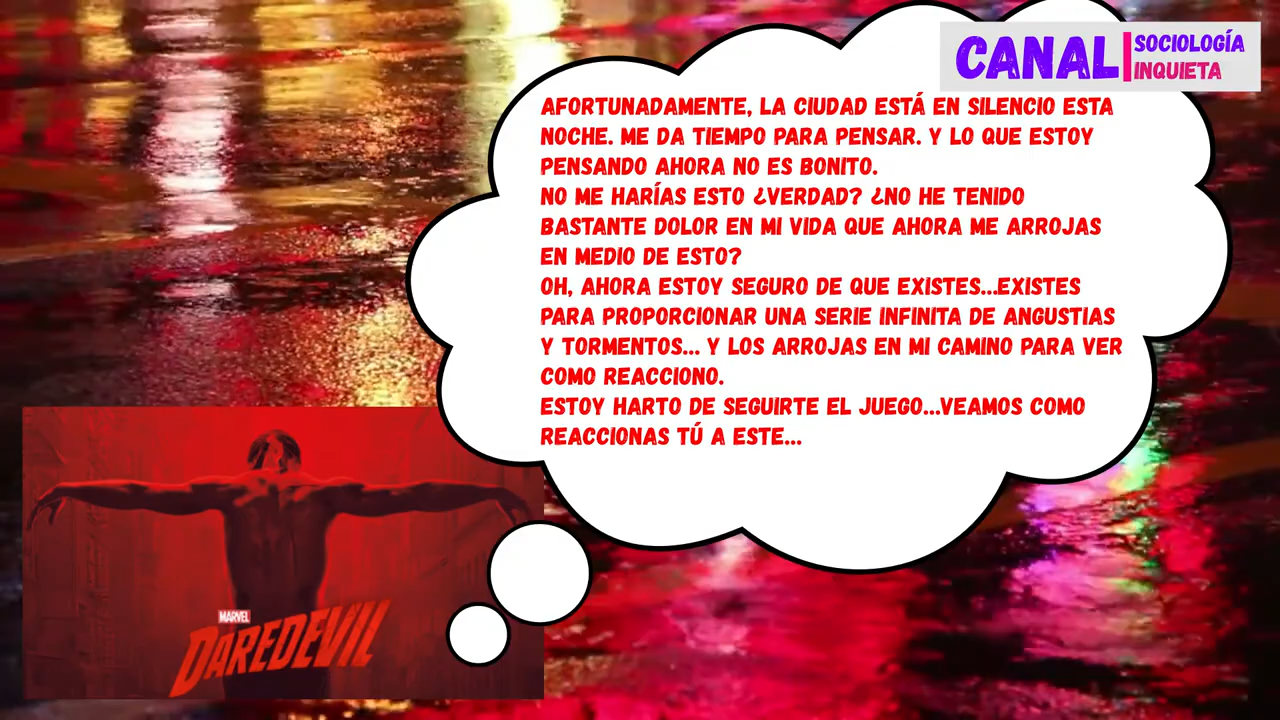 CANAL
SOCIOLOGÍA
INQUIETA
AFORTUNADAMENTE, LA CIUDAD ESTÁ EN SILENCIO ESTA
NOCHE. ME DA TIEMPO PARA PENSAR. Y LO QUE ESTOY
PENSANDO AHORA NO ES BONITO.
NO ME HARÍAS ESTO ¿VERDAD? ¿NO HE TENIDO
BASTANTE DOLOR EN MI VIDA QUE AHORA ME ARROJAS
EN MEDIO DE ESTO?
OH, AHORA ESTOY SEGURO DE QUE EXISTES...EXISTES
PARA PROPORCIONAR UNA SERIE INFINITA DE ANGUSTIAS
Y TORMENTOS... Y LOS ARROJAS EN MI CAMINO PARA VER
COMO REACCIONO.
ESTOY HARTO DE SEGUIRTE EL JUEGO...VEAMOS COMO
REACCIONAS TÚ A ESTE...
MARVEL
DAREDEVIL